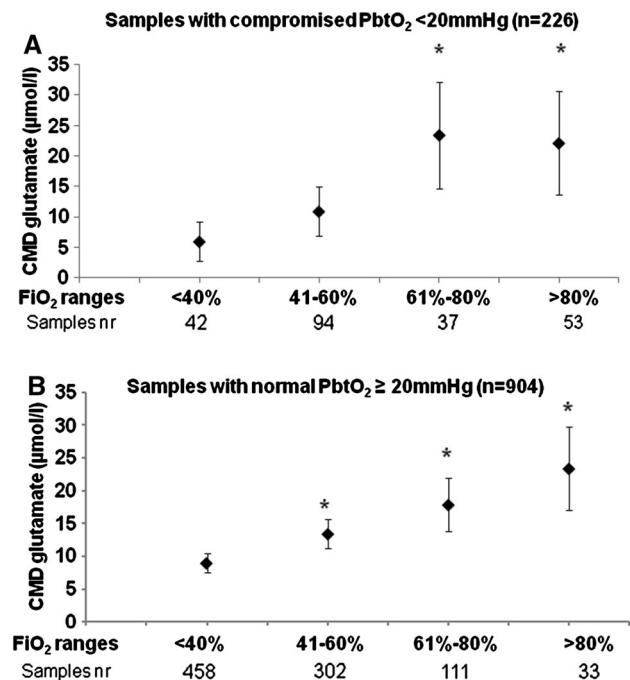 A
Samples with compromised PbtO₂ <20mmHg (n=226)
* *
CMD glutamate (µmol/l)
35
30
25
20
15
10
5
0
FiO₂ ranges <40% 41-60% 61%-80% >80%
Samples nr 42 94 37 53
B
Samples with normal PbtO₂ ≥ 20mmHg (n=904)
* * *
CMD glutamate (µmol/l)
35
30
25
20
15
10
5
0
FiO₂ ranges <40% 41-60% 61%-80% >80%
Samples nr 458 302 111 33